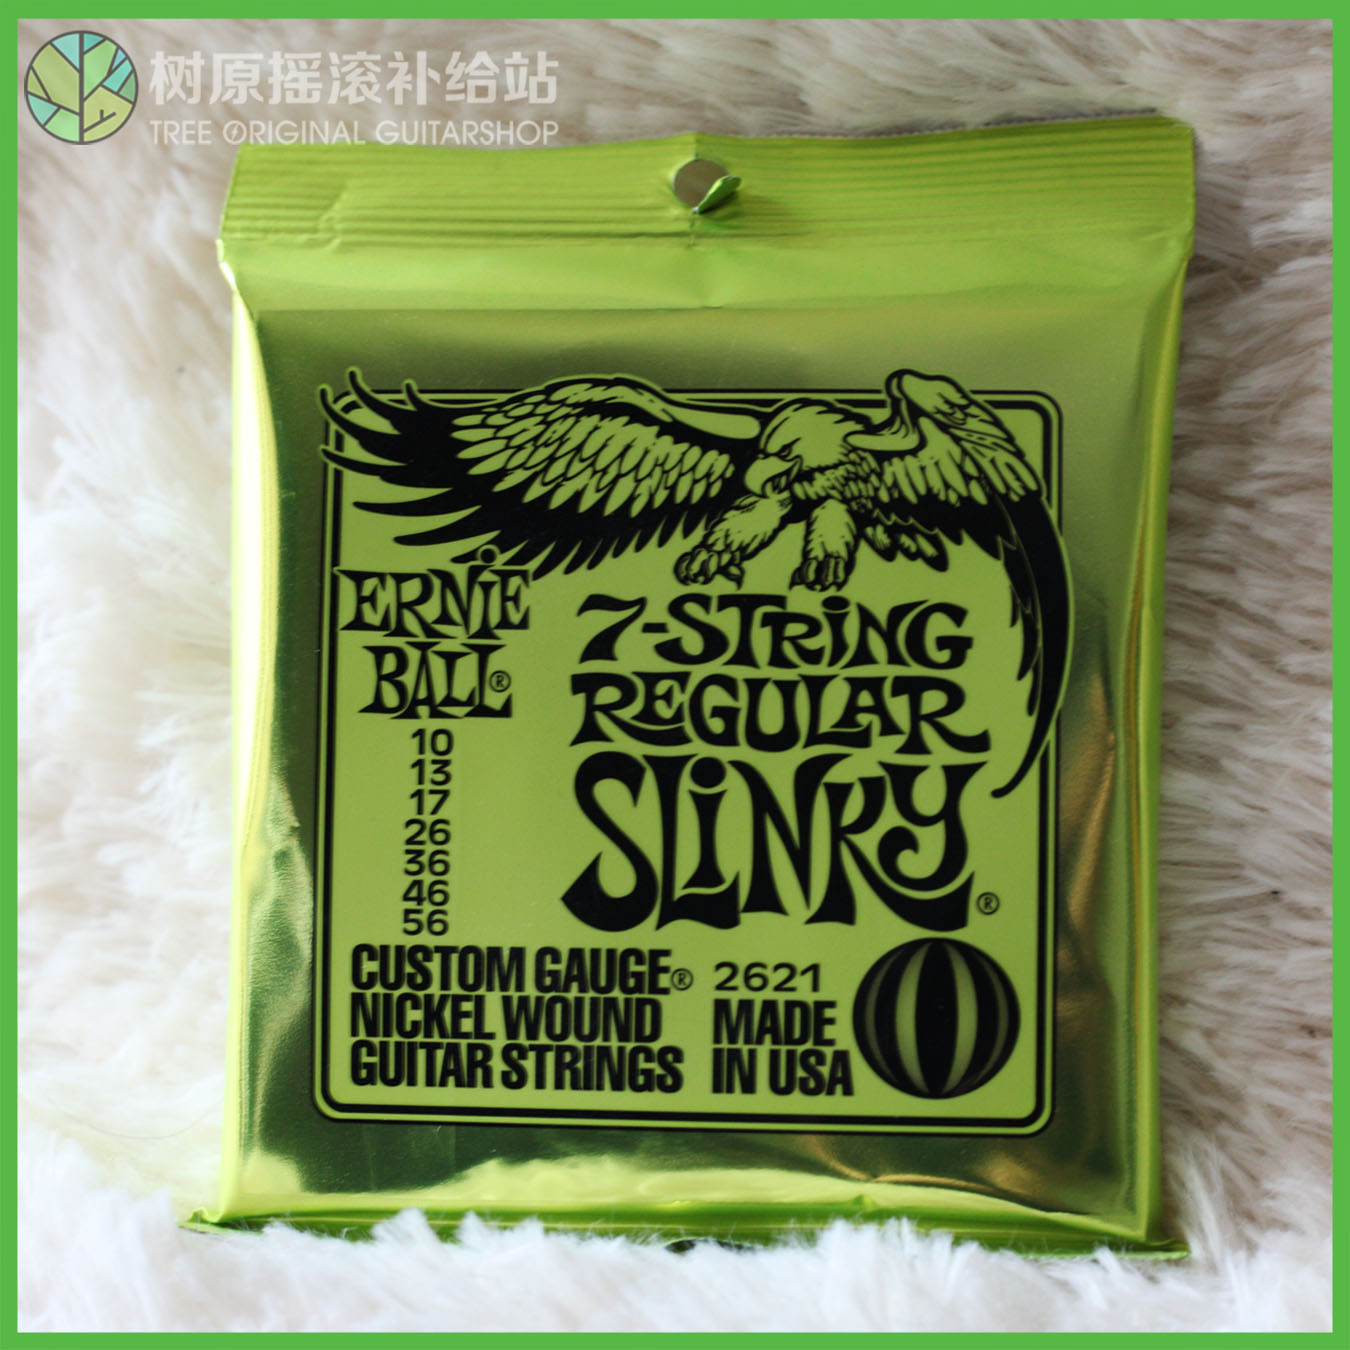 树原摇滚补给站
TREE ORIGINAL GUITARSHOP
ERNIE
BALL®
7-STRING
REGULAR
SLINKY®
10
13
17
26
36
46
56
CUSTOM GAUGE®
NICKEL WOUND
GUITAR STRINGS
2621
MADE
IN USA